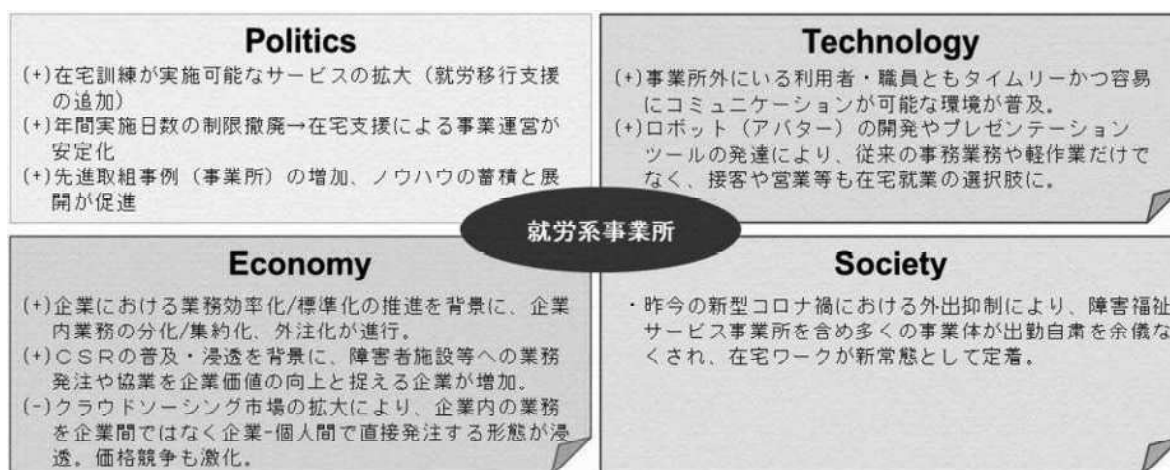 Politics
(+)在宅訓練が実施可能なサービスの拡大（就労移行支援
の追加）
(+)年間実施日数の制限撤廃→在宅支援による事業運営が
安定化
(+)先進取組事例（事業所）の増加、ノウハウの蓄積と展
開が促進
Technology
(+)事業所外にいる利用者・職員ともタイムリーかつ容易
にコミュニケーションが可能な環境が普及。
(+)ロボット（アバター）の開発やプレゼンテーション
ツールの発達により、従来の事務業務や軽作業だけで
なく、接客や営業等も在宅就業の選択肢に。
就労系事業所
Economy
(+)企業における業務効率化/標準化の推進を背景に、企業
内業務の分化/集約化、外注化が進行。
(+)ＣＳＲの普及・浸透を背景に、障害者施設等への業務
発注や協業を企業価値の向上と捉える企業が増加。
(-)クラウドソーシング市場の拡大により、企業内の業務
を企業間ではなく企業-個人間で直接発注する形態が浸
透。価格競争も激化。
Society
・昨今の新型コロナ禍における外出抑制により、障害福祉
サービス事業所を含め多くの事業体が出勤自粛を余儀な
くされ、在宅ワークが新常態として定着。